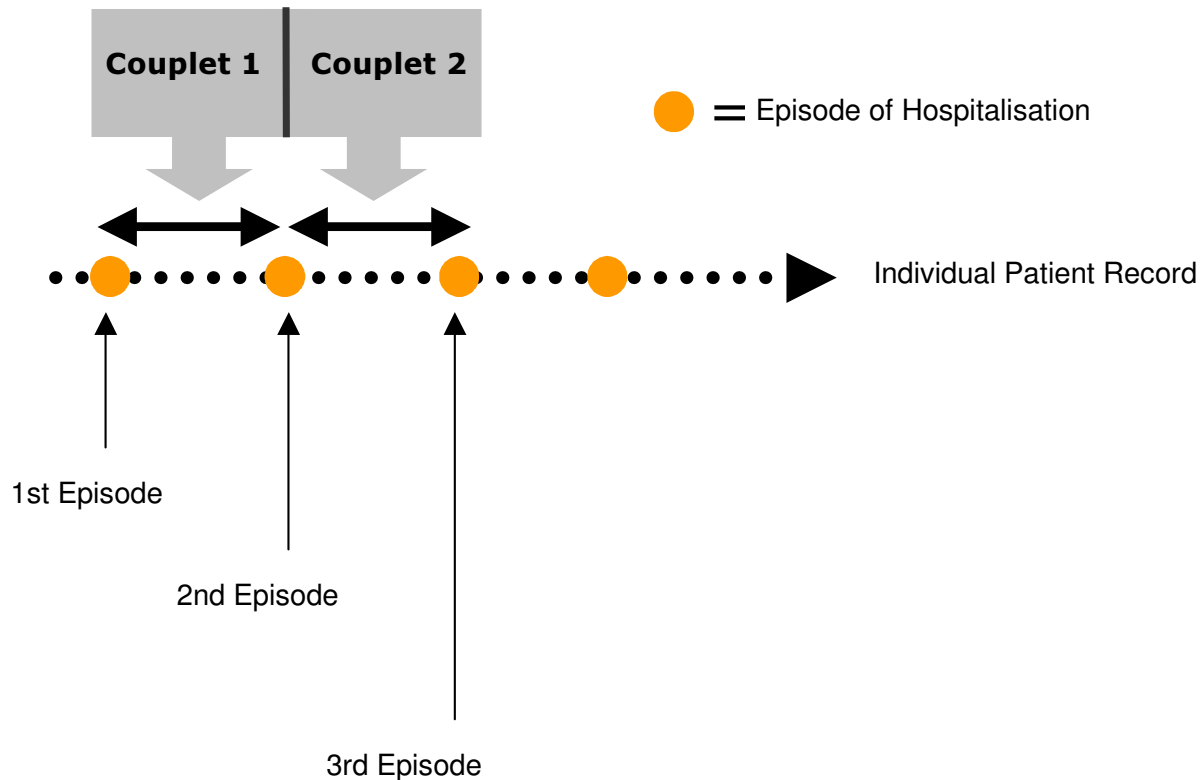 Couplet 1
Couplet 2
= Episode of Hospitalisation
Individual Patient Record
1st Episode
2nd Episode
3rd Episode